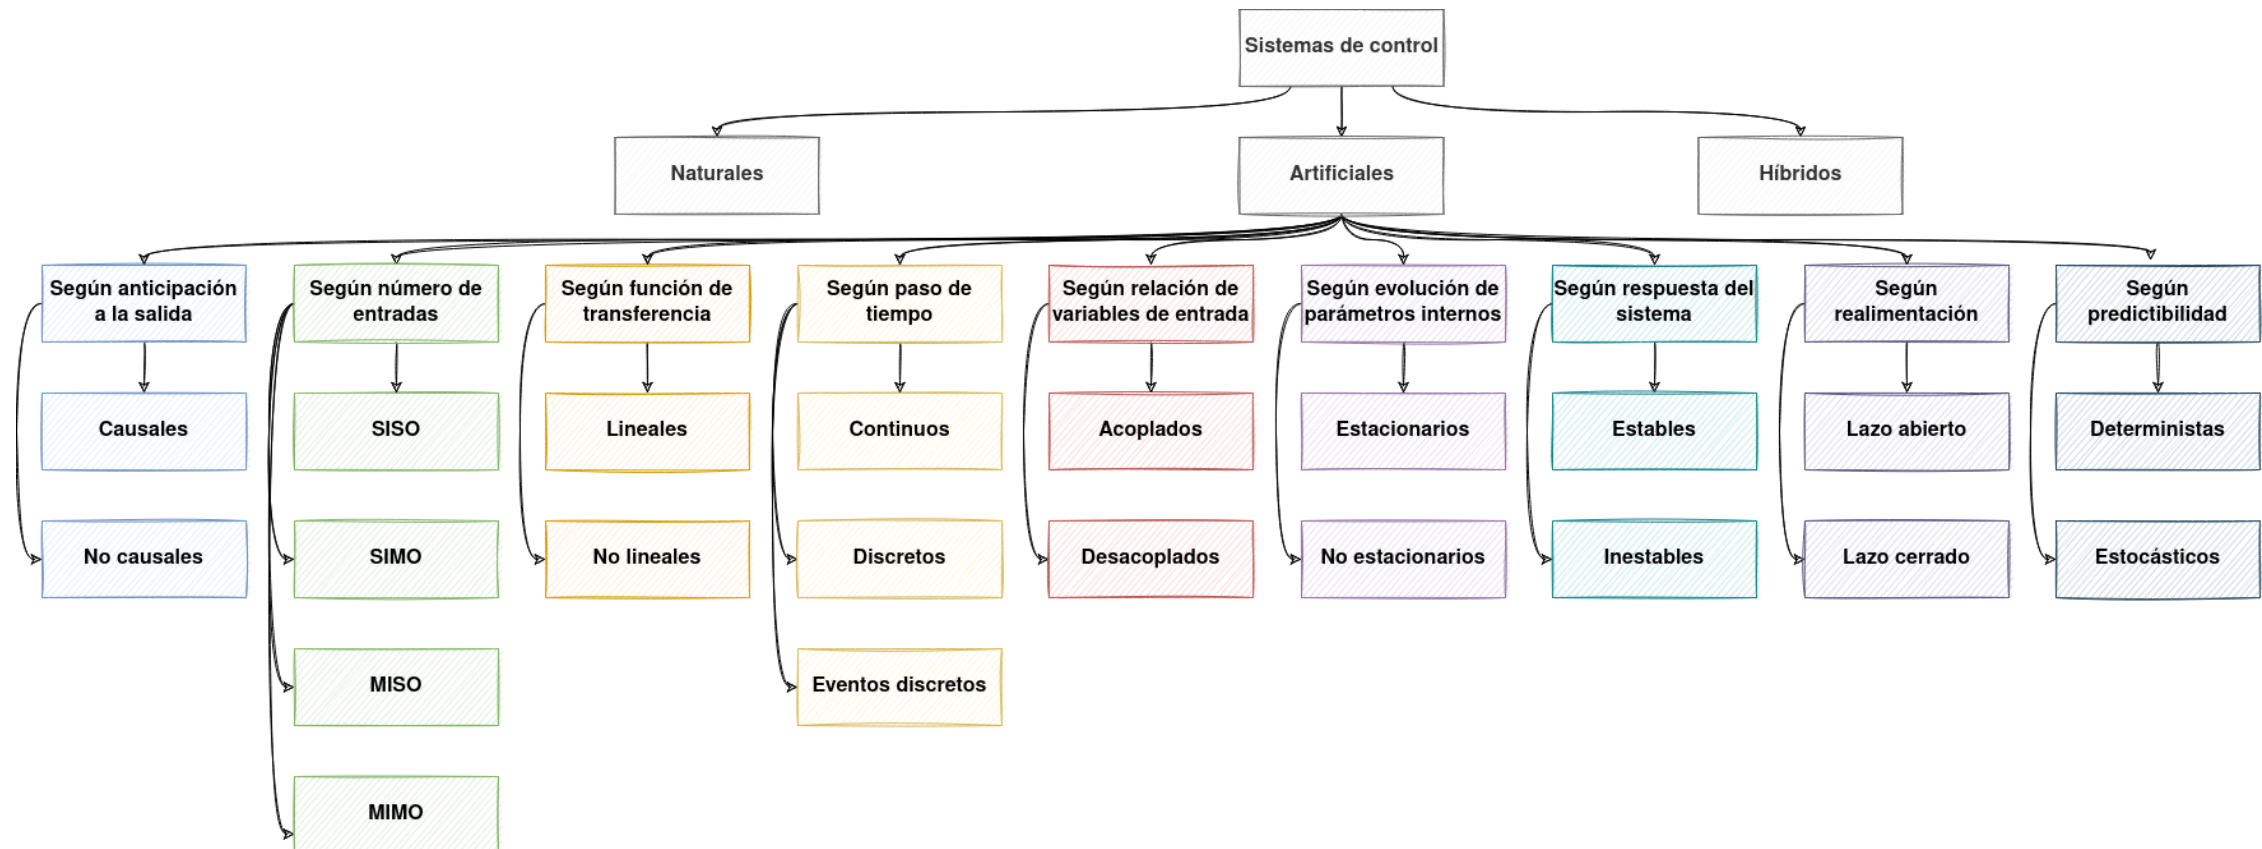 Sistemas de control
Naturales
Artificiales
Híbridos
Según anticipación
a la salida
Según número de
entradas
Según función de
transferencia
Según paso de
tiempo
Según relación de
variables de entrada
Según evolución de
parámetros internos
Según respuesta del
sistema
Según
realimentación
Según
predictibilidad
Causales
SISO
Lineales
Continuos
Acoplados
Estacionarios
Estables
Lazo abierto
Deterministas
No causales
SIMO
No lineales
Discretos
Desacoplados
No estacionarios
Inestables
Lazo cerrado
Estocásticos
MISO
Eventos discretos
MIMO